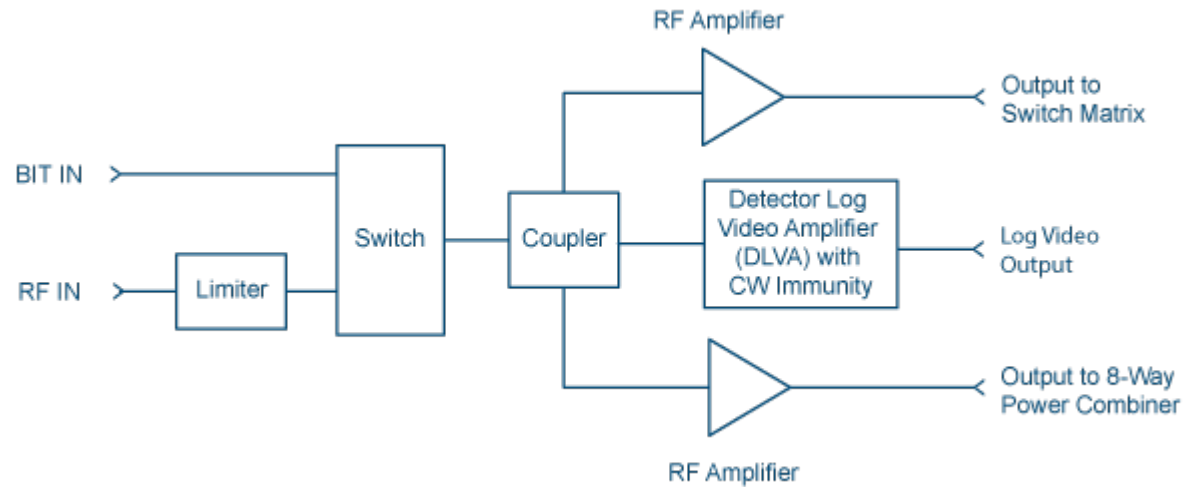 RF Amplifier
Output to
Switch Matrix
BIT IN
Switch
Coupler
Detector Log
Video Amplifier
(DLVA) with
CW Immunity
Log Video
Output
RF IN
Limiter
Output to 8-Way
Power Combiner
RF Amplifier